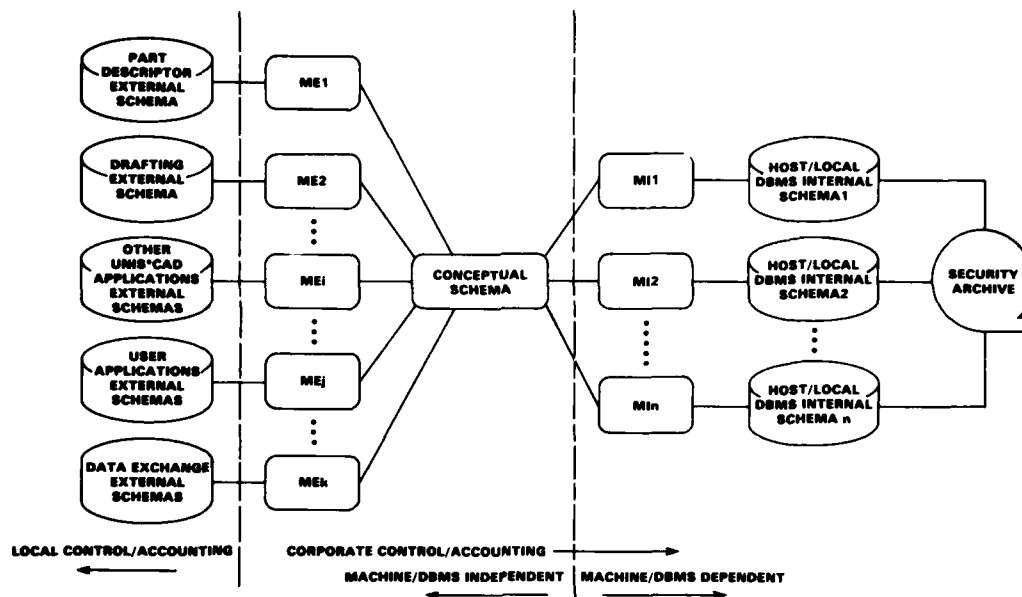 PART
DESCRIPTOR
EXTERNAL
SCHEMA
ME1
DRAFTING
EXTERNAL
SCHEMA
ME2
OTHER
UNIS*CAD
APPLICATIONS
EXTERNAL
SCHEMAS
MEi
USER
APPLICATIONS
EXTERNAL
SCHEMAS
MEj
DATA EXCHANGE
EXTERNAL
SCHEMAS
MEk
CONCEPTUAL
SCHEMA
MI1
HOST/LOCAL
DBMS INTERNAL
SCHEMA1
MI2
HOST/LOCAL
DBMS INTERNAL
SCHEMA2
MIn
HOST/LOCAL
DBMS INTERNAL
SCHEMA n
SECURITY
ARCHIVE
LOCAL CONTROL/ACCOUNTING
CORPORATE CONTROL/ACCOUNTING
MACHINE/DBMS INDEPENDENT
MACHINE/DBMS DEPENDENT